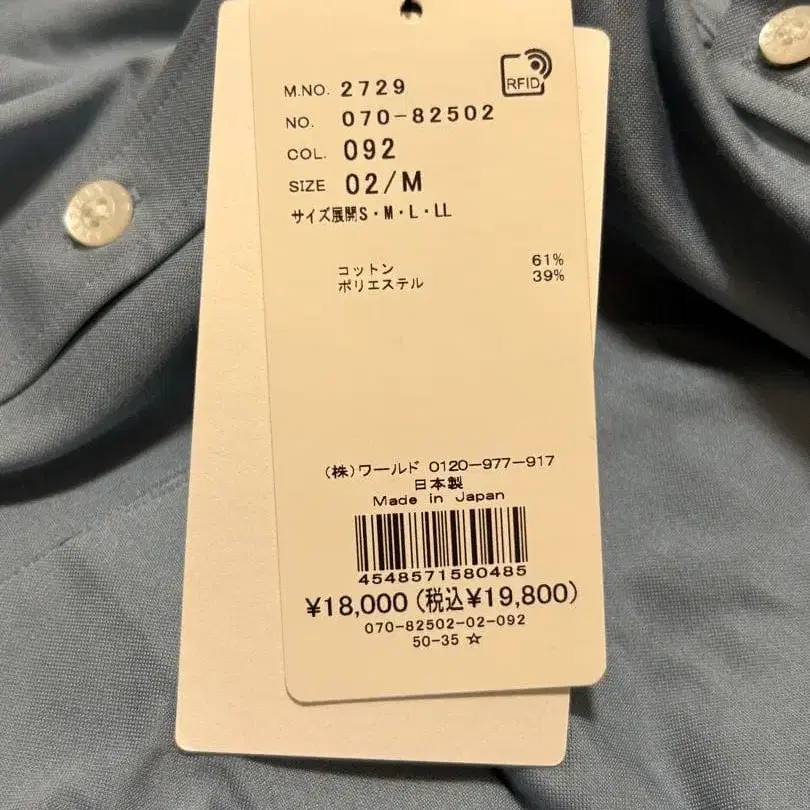 M.NO. 2729
RFID
NO. 070-82502
COL. 092
SIZE 02/M
サイズ展開S・M・L・LL
コットン 61%
ポリエステル 39%
(株)ワールド 0120-977-917
日本製
Made in Japan
4548571580485
¥18,000(税込¥19,800)
070-82502-02-092
50-35 ☆